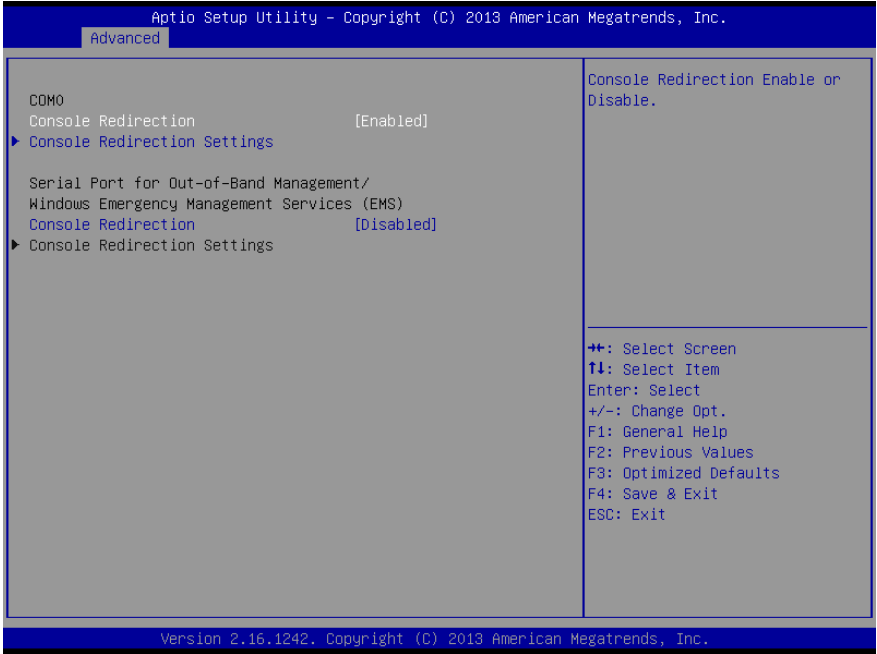 Aptio Setup Utility – Copyright (C) 2013 American Megatrends, Inc.
Advanced
COM0
Console Redirection [Enabled]
Console Redirection Settings
Serial Port for Out-of-Band Management/
Windows Emergency Management Services (EMS)
Console Redirection [Disabled]
Console Redirection Settings
Console Redirection Enable or
Disable.
→←: Select Screen
↑↓: Select Item
Enter: Select
+/-: Change Opt.
F1: General Help
F2: Previous Values
F3: Optimized Defaults
F4: Save & Exit
ESC: Exit
Version 2.16.1242. Copyright (C) 2013 American Megatrends, Inc.